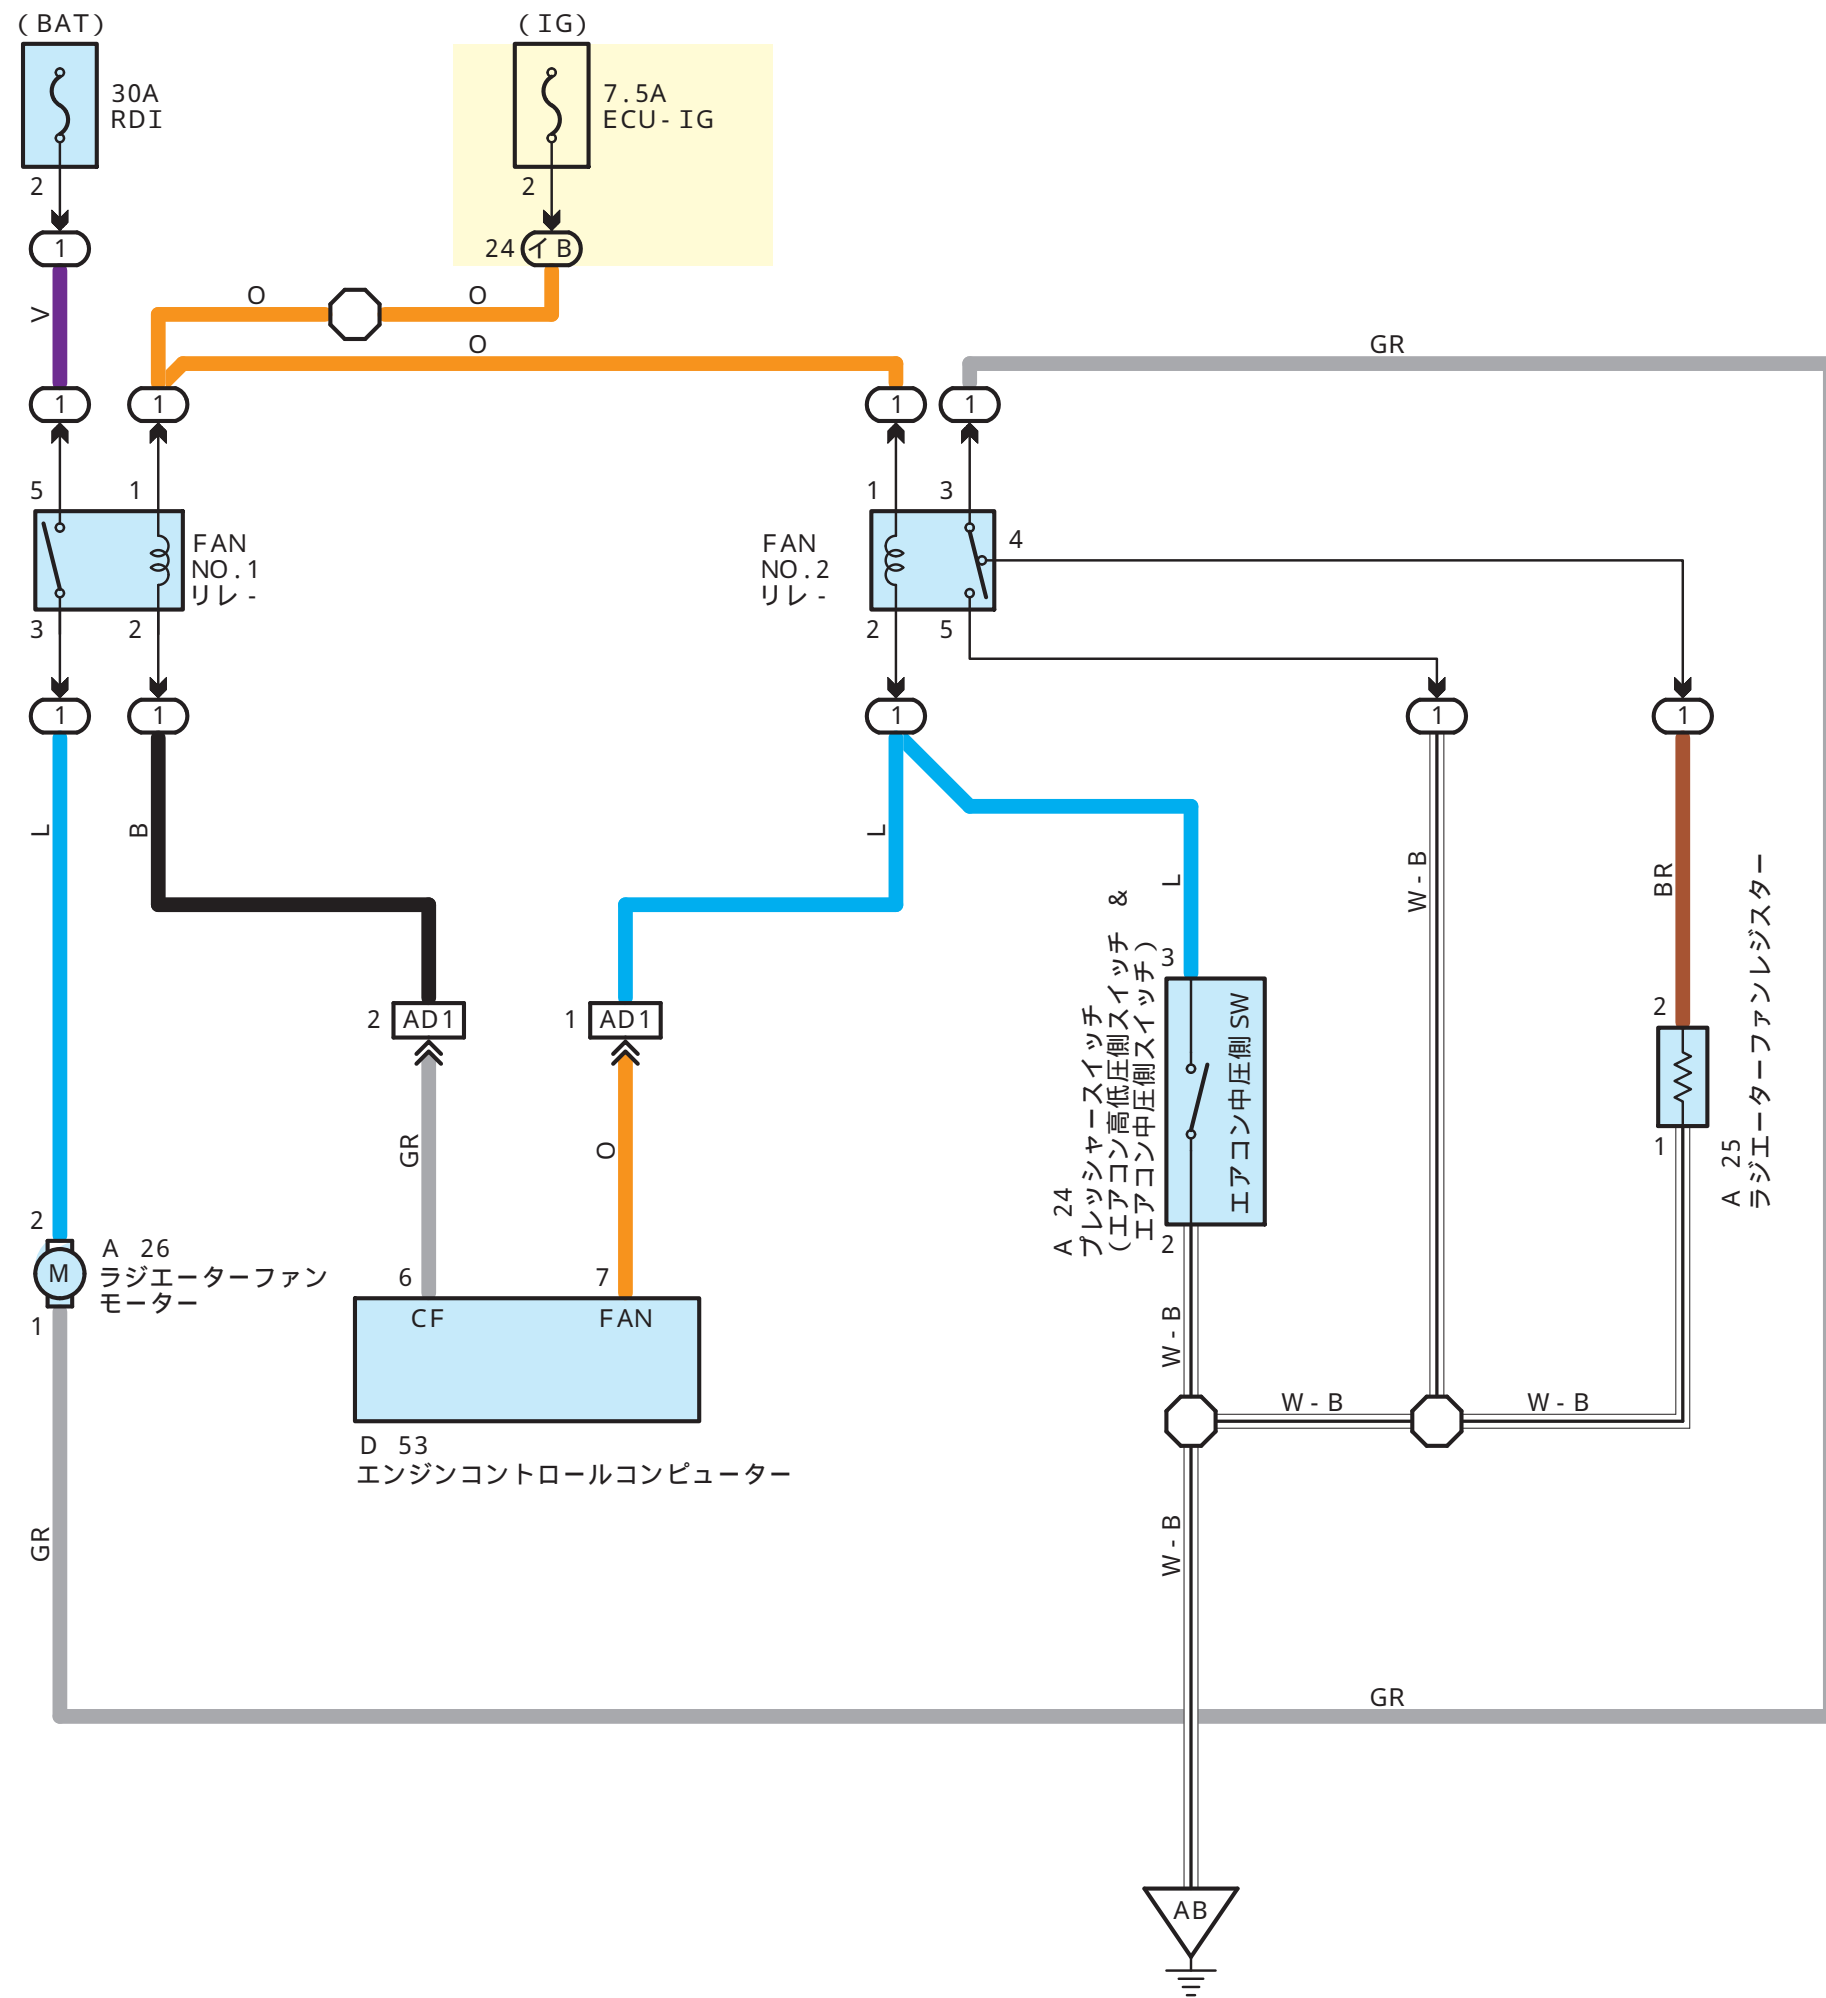 (BAT)
(IG)
30A
RDI
7.5A
ECU-IG
2
2
1
24
イB
V
O
O
O
GR
1
1
1
1
5
1
1
3
4
FAN
NO.1
リレ-
FAN
NO.2
リレ-
3
2
2
5
1
1
1
1
1
L
B
L
L
W-B
BR
3
2
AD1
1
AD1
2
A 24
プレッシャースイッチ
(エアコン高低圧側スイッチ &
エアコン中圧側スイッチ)
エアコン中圧側SW
1
A 25
ラジエーターファンレジスター
GR
O
2
M
A 26
ラジエーターファン
モーター
1
6
7
2
CF
FAN
W-B
W-B
W-B
D 53
エンジンコントロールコンピューター
GR
W-B
GR
AB